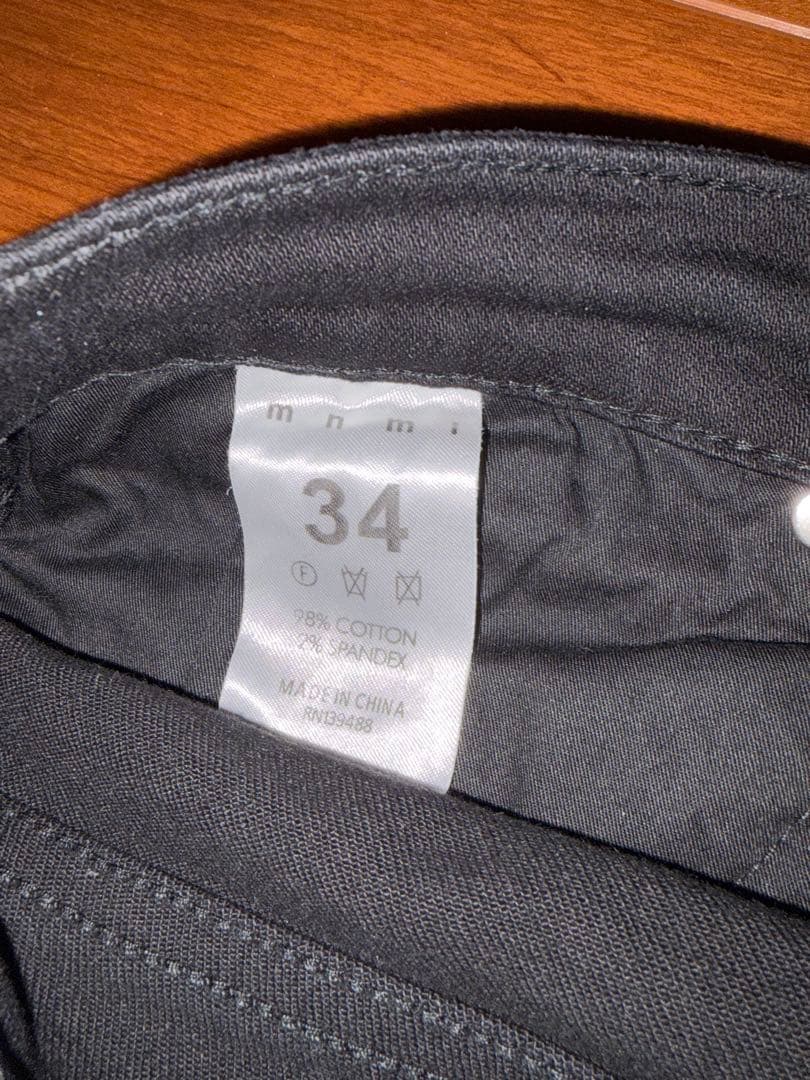 m n m i
34
F
98% COTTON
2% SPANDEX
MADE IN CHINA
RN139488